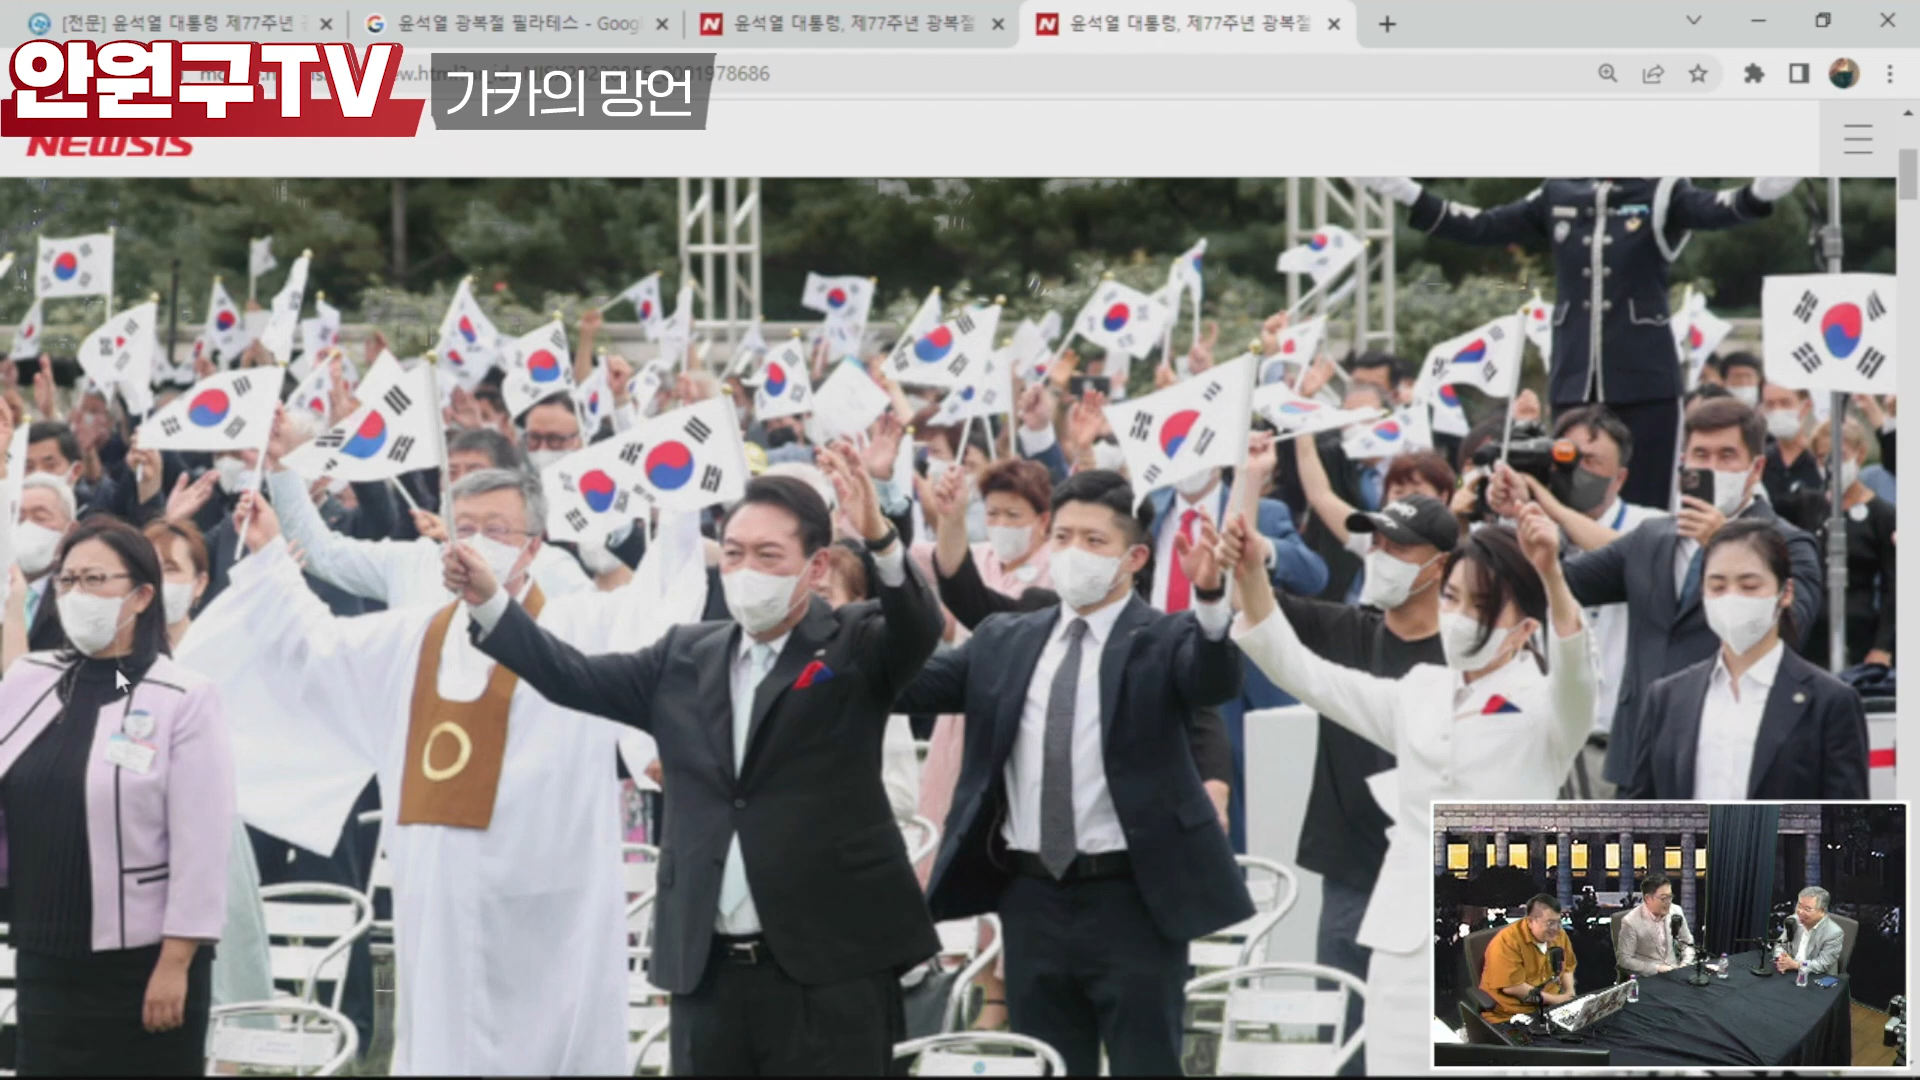 [전문] 윤석열 대통령 제77주년
윤석열 광복절 필라테스 - Goog
윤석열 대통령, 제77주년 광복절
윤석열 대통령, 제77주년 광복절
안원구TV
가카의 망언
1978686
NEWSIS